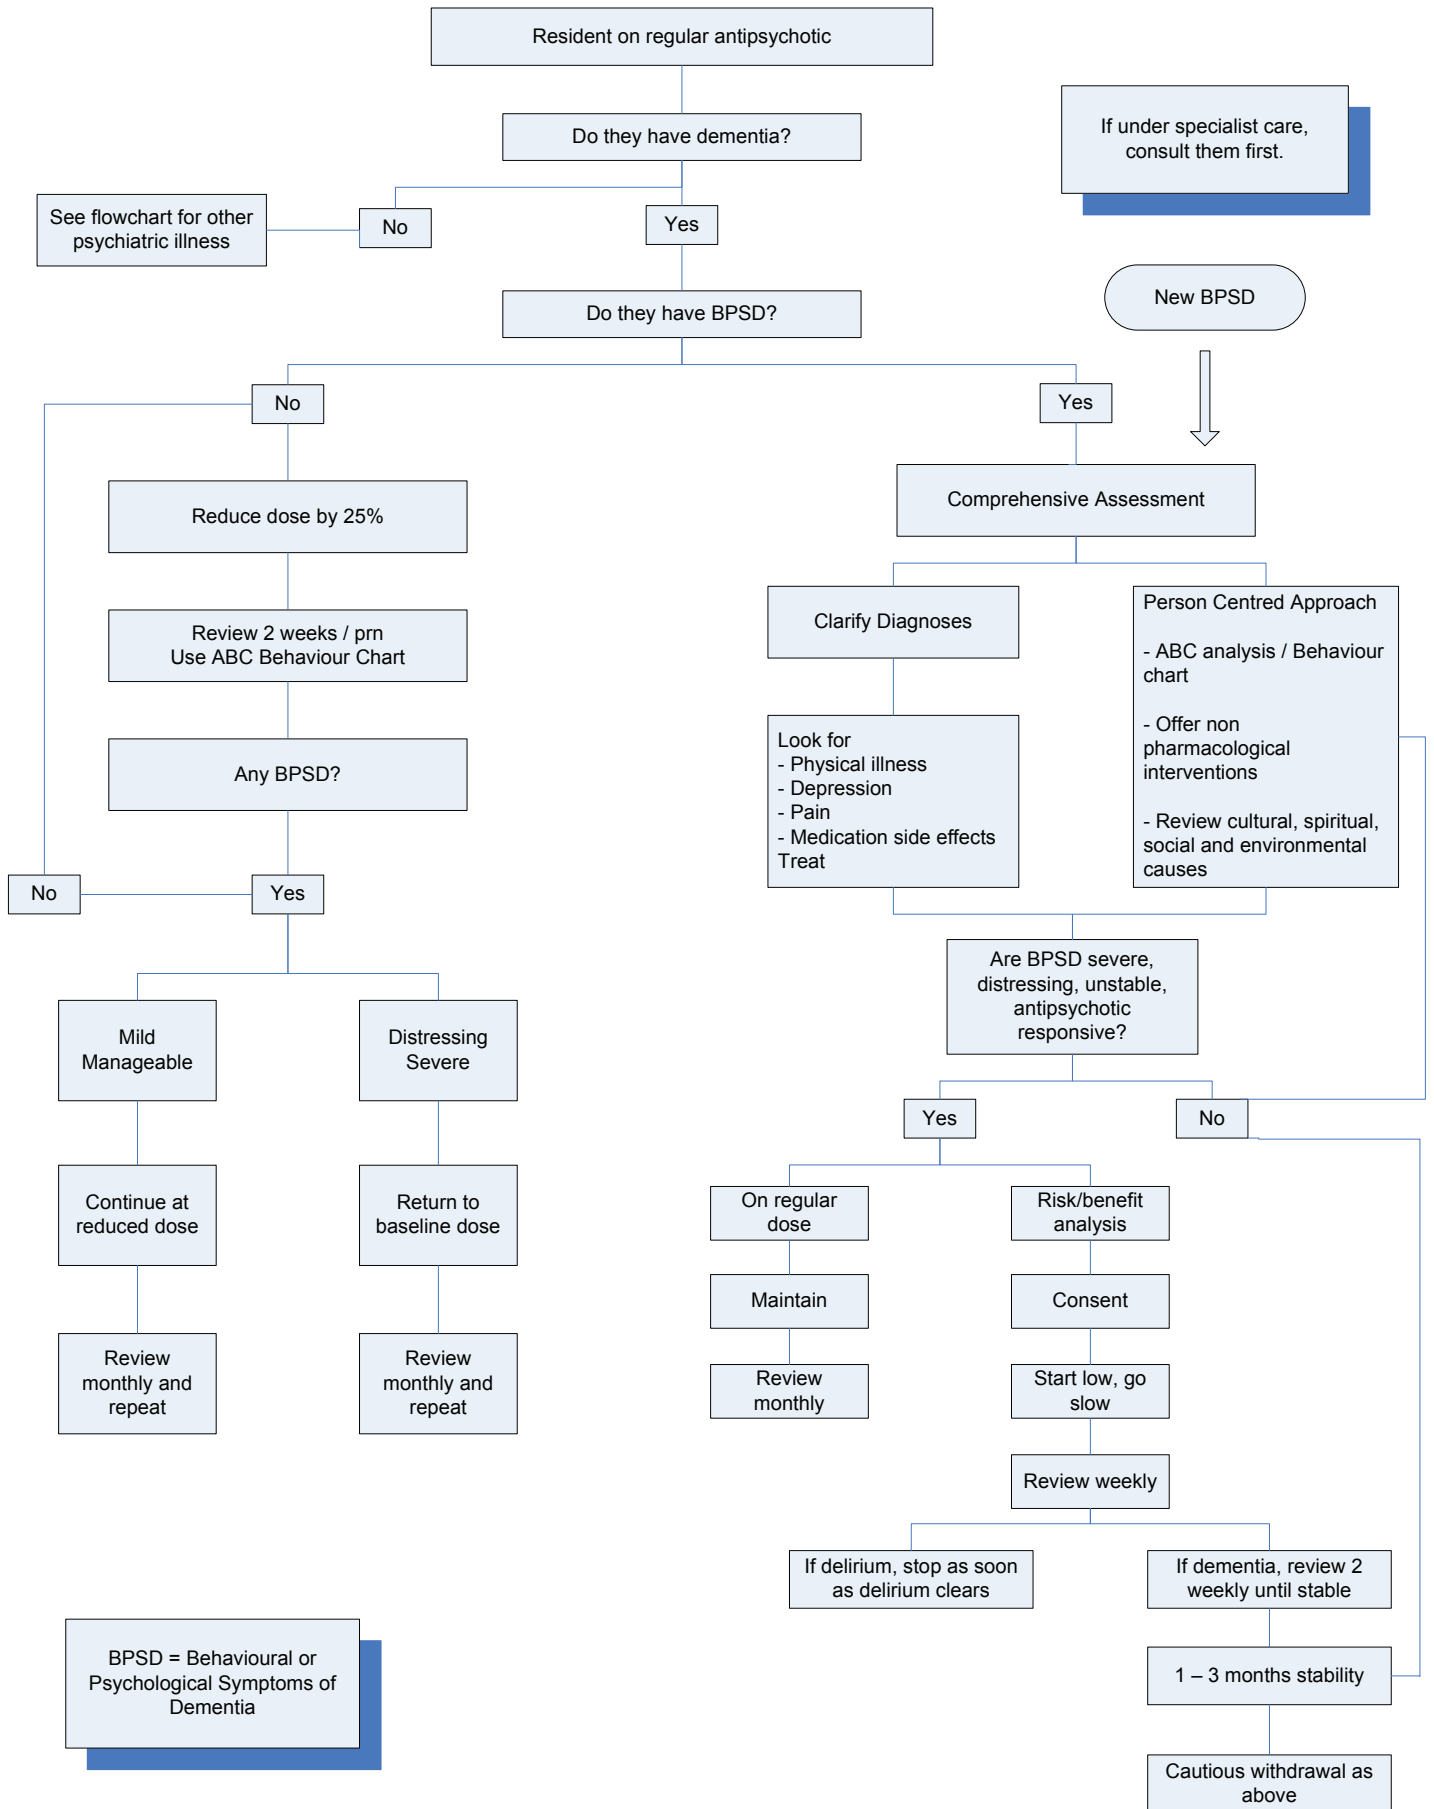 Resident on regular antipsychotic
Do they have dementia?
If under specialist care,
consult them first.
See flowchart for other
psychiatric illness
No
Yes
New BPSD
Do they have BPSD?
No
Yes
Reduce dose by 25%
Review 2 weeks / prn
Use ABC Behaviour Chart
Any BPSD?
No
Yes
Mild
Manageable
Continue at
reduced dose
Review
monthly and
repeat
Distressing
Severe
Return to
baseline dose
Review
monthly and
repeat
Comprehensive Assessment
Clarify Diagnoses
Look for
- Physical illness
- Depression
- Pain
- Medication side effects
Treat
Person Centred Approach
- ABC analysis / Behaviour
chart
- Offer non
pharmacological
interventions
- Review cultural, spiritual,
social and environmental
causes
Are BPSD severe,
distressing, unstable,
antipsychotic
responsive?
Yes
No
On regular
dose
Maintain
Review
monthly
Risk/benefit
analysis
Consent
Start low, go
slow
Review weekly
If delirium, stop as soon
as delirium clears
If dementia, review 2
weekly until stable
1 – 3 months stability
Cautious withdrawal as
above
BPSD = Behavioural or
Psychological Symptoms of
Dementia